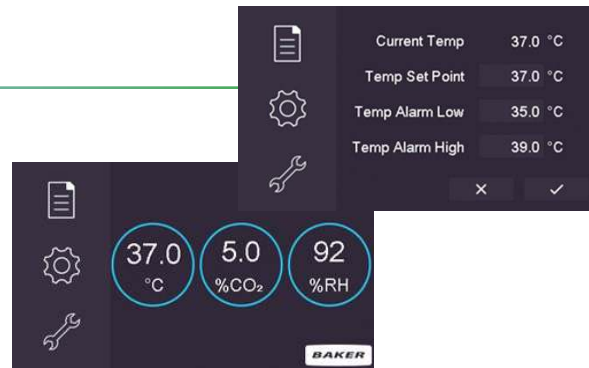 Current Temp 37.0 °C
Temp Set Point 37.0 °C
Temp Alarm Low 35.0 °C
Temp Alarm High 39.0 °C
37.0 5.0 92
°C %CO₂ %RH
BAKER